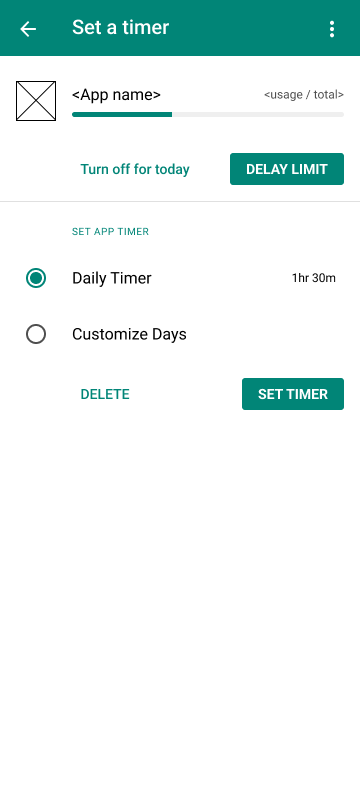 Set a timer
<App name> <usage / total>
Turn off for today DELAY LIMIT
SET APP TIMER
Daily Timer 1hr 30m
Customize Days
DELETE SET TIMER